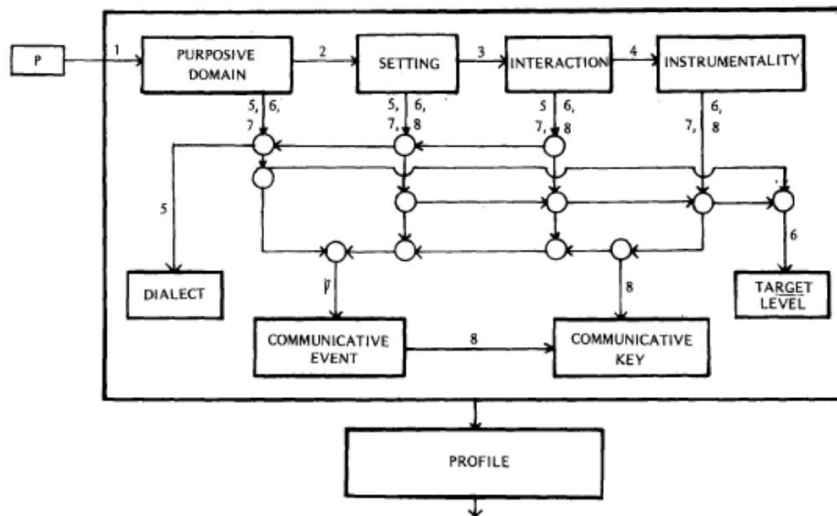 P
1
PURPOSIVE
DOMAIN
2
SETTING
3
INTERACTION
4
INSTRUMENTALITY
5, 6,
7
5, 6,
7, 8
5 6,
7, 8
6,
7, 8
5
6
DIALECT
7
8
TARGET
LEVEL
COMMUNICATIVE
EVENT
8
COMMUNICATIVE
KEY
PROFILE